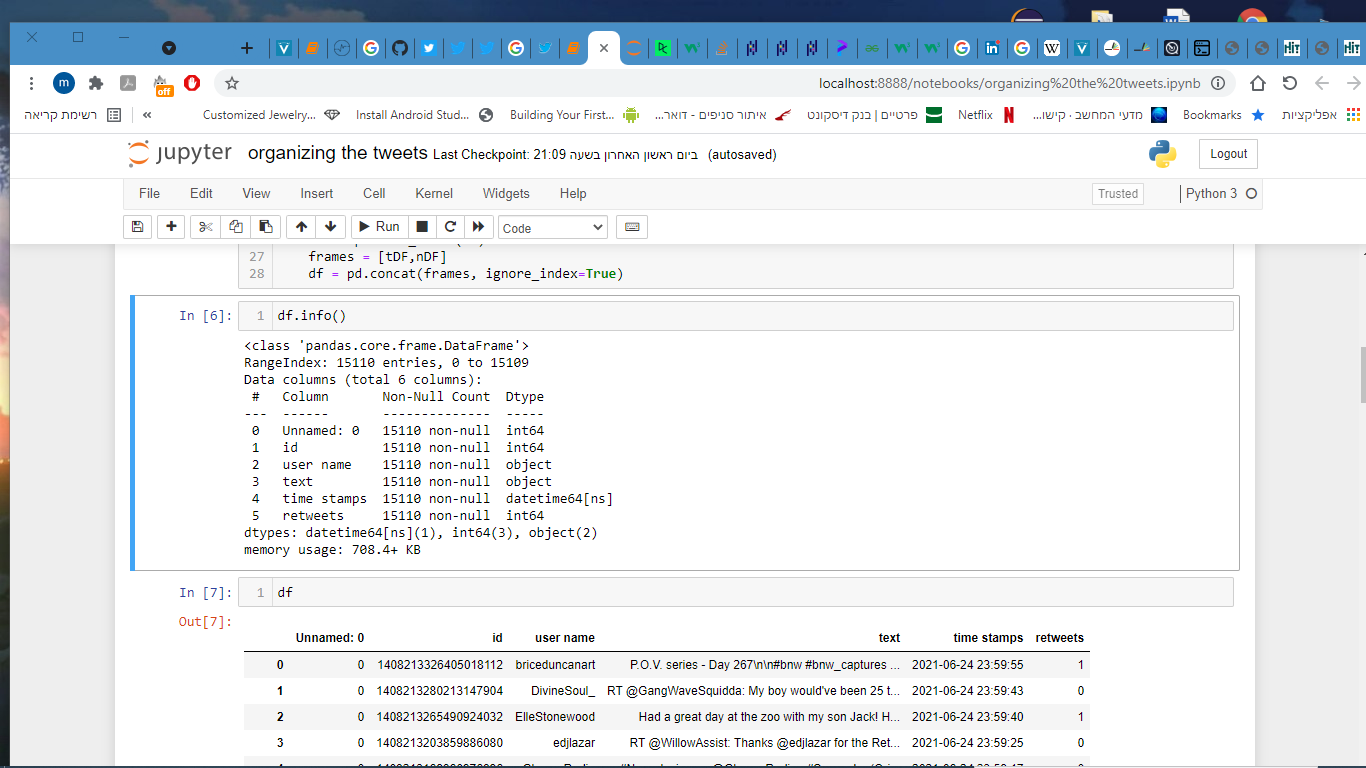 off
m
localhost:8888/notebooks/organizing%20the%20tweets.ipynb
רשימת קריאה
«
Customized Jewelry...
Install Android Stud...
Building Your First...
איתור סניפים - דואר...
פרטיים | בנק דיסקונט
Netflix
מדעי המחשב - קישו...
Bookmarks
אפליקציות
jupyter organizing the tweets Last Checkpoint: 21:09 ביום ראשון האחרון בשעה (autosaved)
Logout
File Edit View Insert Cell Kernel Widgets Help
Trusted
Python 3
Run
Code
27 frames = [tDF,nDF]
28 df = pd.concat(frames, ignore_index=True)
In [6]: 1 df.info()
<class 'pandas.core.frame.DataFrame'>
RangeIndex: 15110 entries, 0 to 15109
Data columns (total 6 columns):
# Column Non-Null Count Dtype
--- ------ -------------- -----
0 Unnamed: 0 15110 non-null int64
1 id 15110 non-null int64
2 user name 15110 non-null object
3 text 15110 non-null object
4 time stamps 15110 non-null datetime64[ns]
5 retweets 15110 non-null int64
dtypes: datetime64[ns](1), int64(3), object(2)
memory usage: 708.4+ KB
In [7]: 1 df
Out[7]:
Unnamed: 0 id user name text time stamps retweets
0 0 1408213326405018112 briceduncanart P.O.V. series - Day 267\n\n#bnw #bnw_captures ... 2021-06-24 23:59:55 1
1 0 1408213280213147904 DivineSoul_ RT @GangWaveSquidda: My boy would've been 25 t... 2021-06-24 23:59:43 0
2 0 1408213265490924032 ElleStonewood Had a great day at the zoo with my son Jack! H... 2021-06-24 23:59:40 1
3 0 1408213203859886080 edjlazar RT @WillowAssist: Thanks @edjlazar for the Ret... 2021-06-24 23:59:25 0